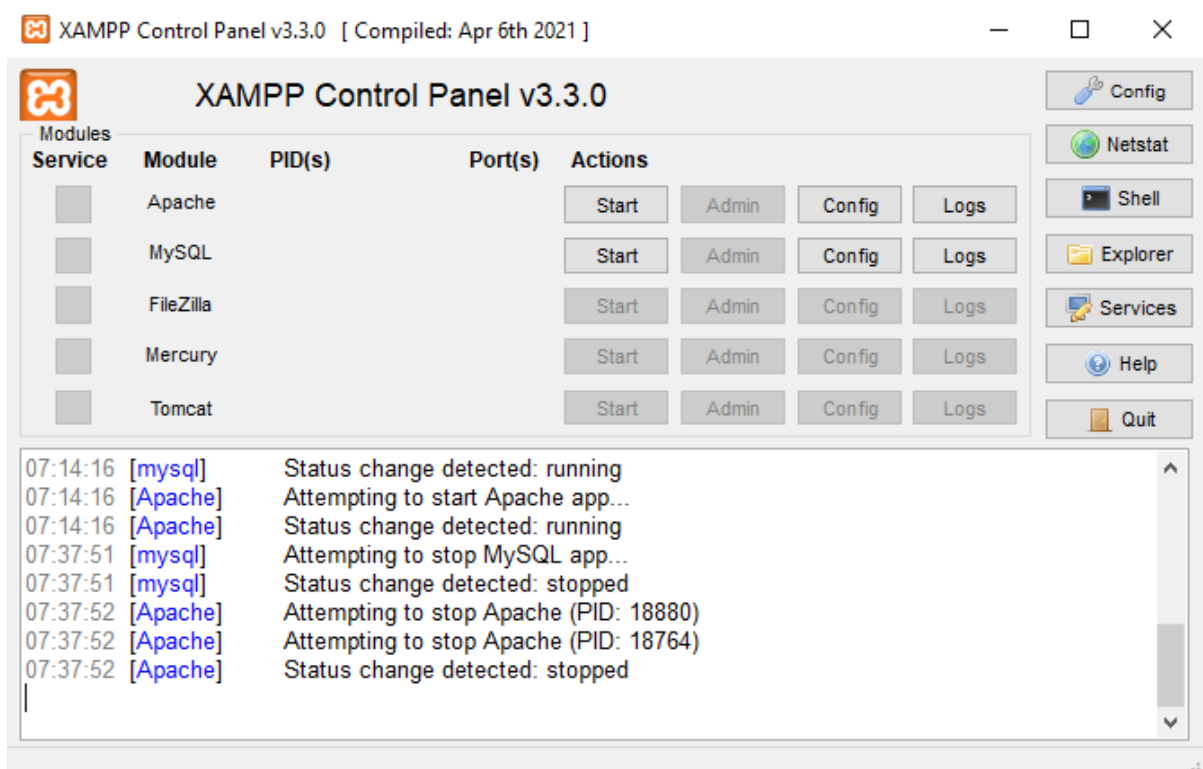 XAMPP Control Panel v3.3.0 [ Compiled: Apr 6th 2021 ]
XAMPP Control Panel v3.3.0
Config
Modules
Netstat
Service Module PID(s) Port(s) Actions
Apache Start Admin Config Logs
Shell
MySQL Start Admin Config Logs
Explorer
FileZilla Start Admin Config Logs
Services
Mercury Start Admin Config Logs
Help
Tomcat Start Admin Config Logs
Quit
07:14:16 [mysql] Status change detected: running
07:14:16 [Apache] Attempting to start Apache app...
07:14:16 [Apache] Status change detected: running
07:37:51 [mysql] Attempting to stop MySQL app...
07:37:51 [mysql] Status change detected: stopped
07:37:52 [Apache] Attempting to stop Apache (PID: 18880)
07:37:52 [Apache] Attempting to stop Apache (PID: 18764)
07:37:52 [Apache] Status change detected: stopped